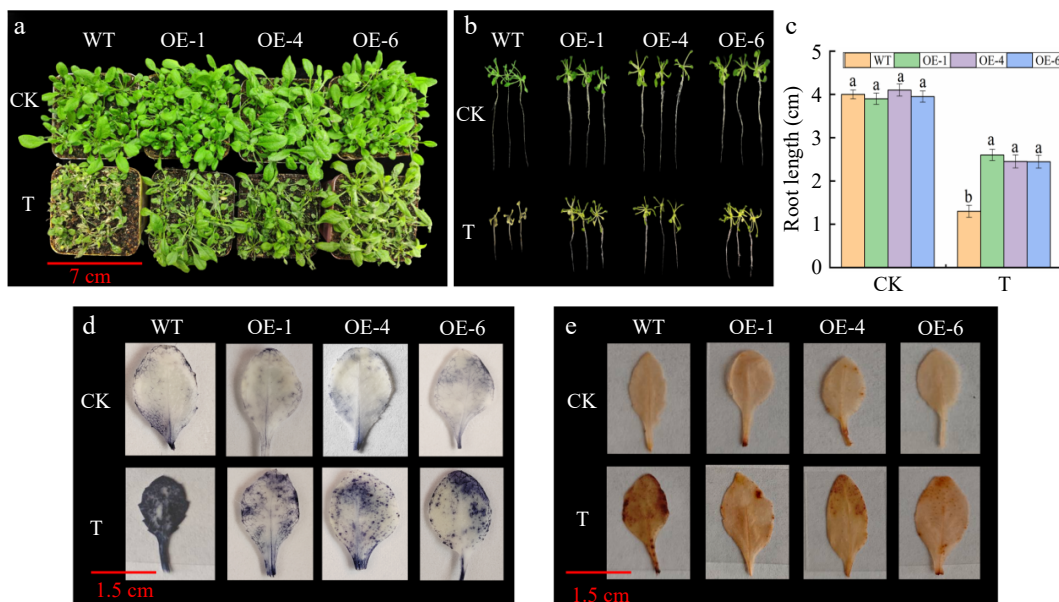 a
WT OE-1 OE-4 OE-6
CK
T
7 cm
b
WT OE-1 OE-4 OE-6
CK
T
c
Root length (cm)
5
4
3
2
1
0
WT OE-1 OE-4 OE-6
a a a a
b a a a
CK T
d
WT OE-1 OE-4 OE-6
CK
T
1.5 cm
e
WT OE-1 OE-4 OE-6
CK
T
1.5 cm